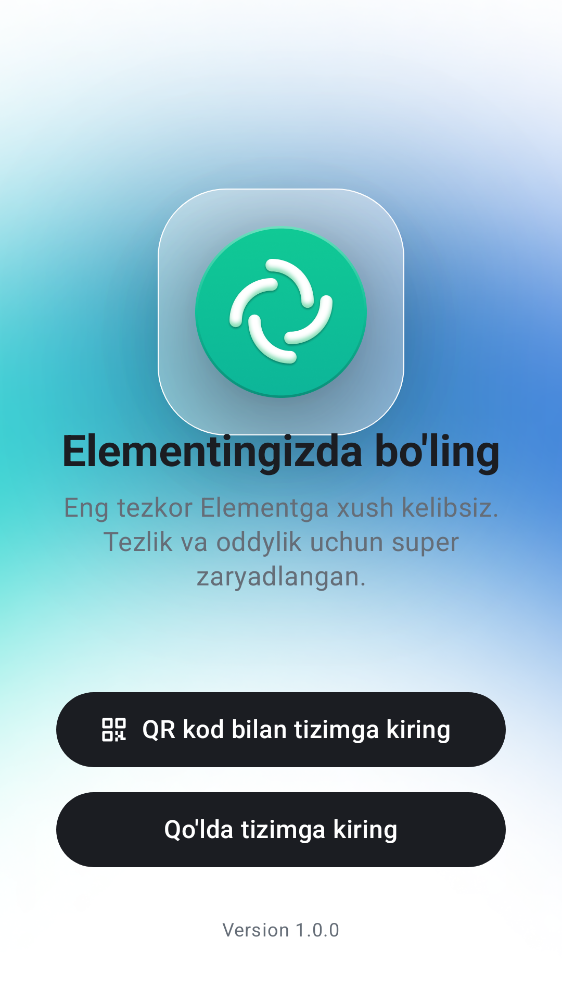 Elementingizda bo'ling
Eng tezkor Elementga xush kelibsiz.
Tezlik va oddylik uchun super
zaryadlangan.
QR kod bilan tizimga kiring
Qo'lda tizimga kiring
Version 1.0.0